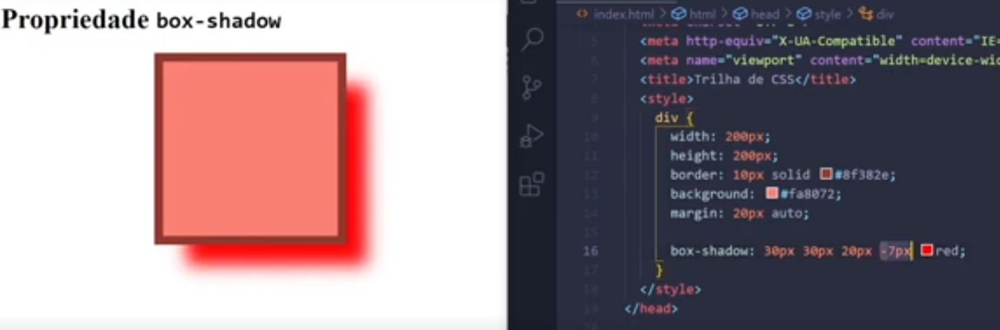 Propriedade box-shadow
index.html > html > head > style > div
5 <meta http-equiv="X-UA-Compatible" content="IE=
6 <meta name="viewport" content="width=device-wid
7 <title>Trilha de CSS</title>
8 <style>
9 div {
10 width: 200px;
11 height: 200px;
12 border: 10px solid #8f382e;
13 background: #fa8072;
14 margin: 20px auto;
15
16 box-shadow: 30px 30px 20px -7px red;
17 }
18 </style>
19 </head>
20